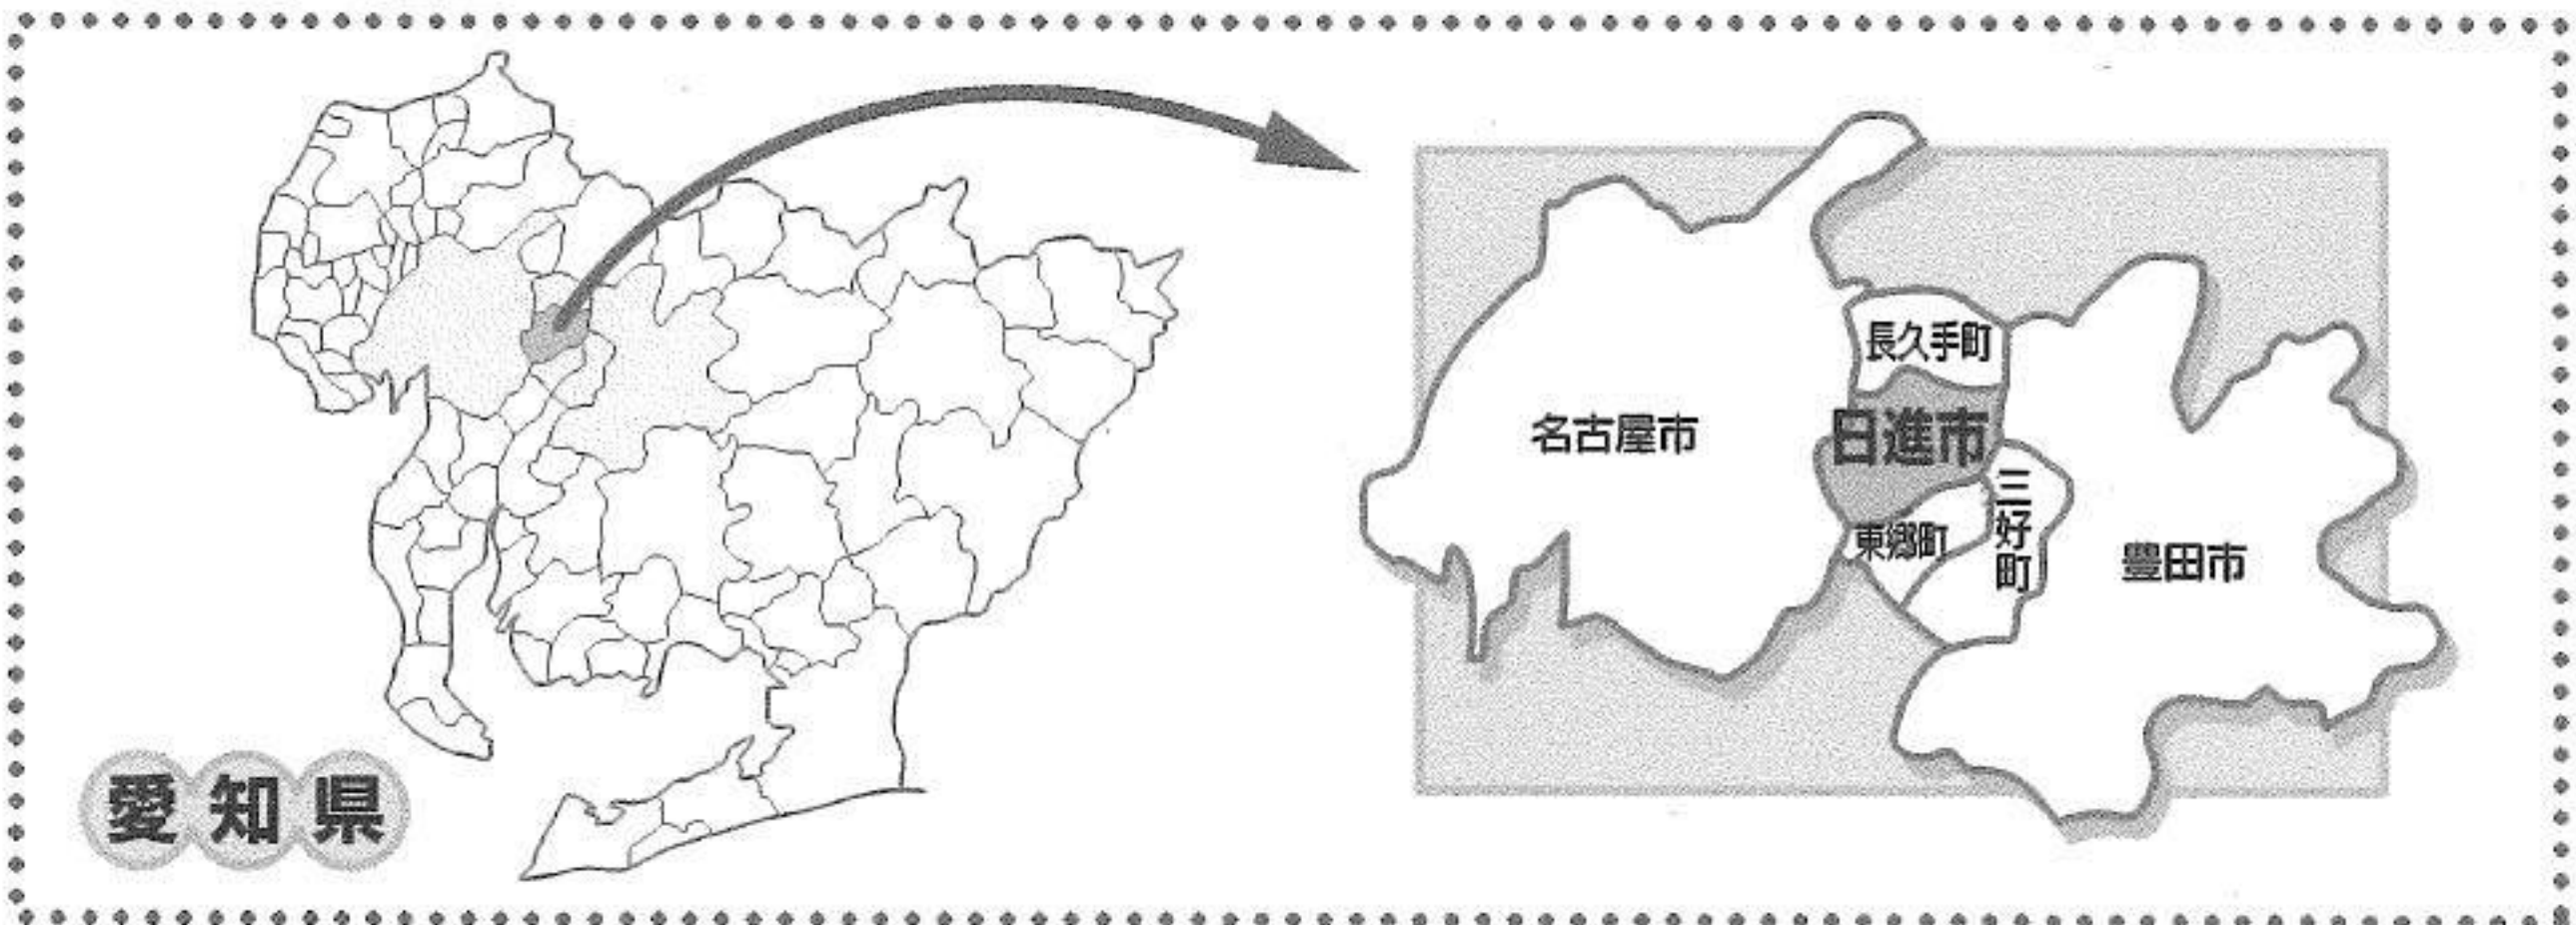 愛知県
名古屋市
長久手町
日進市
東郷町
三好町
豊田市